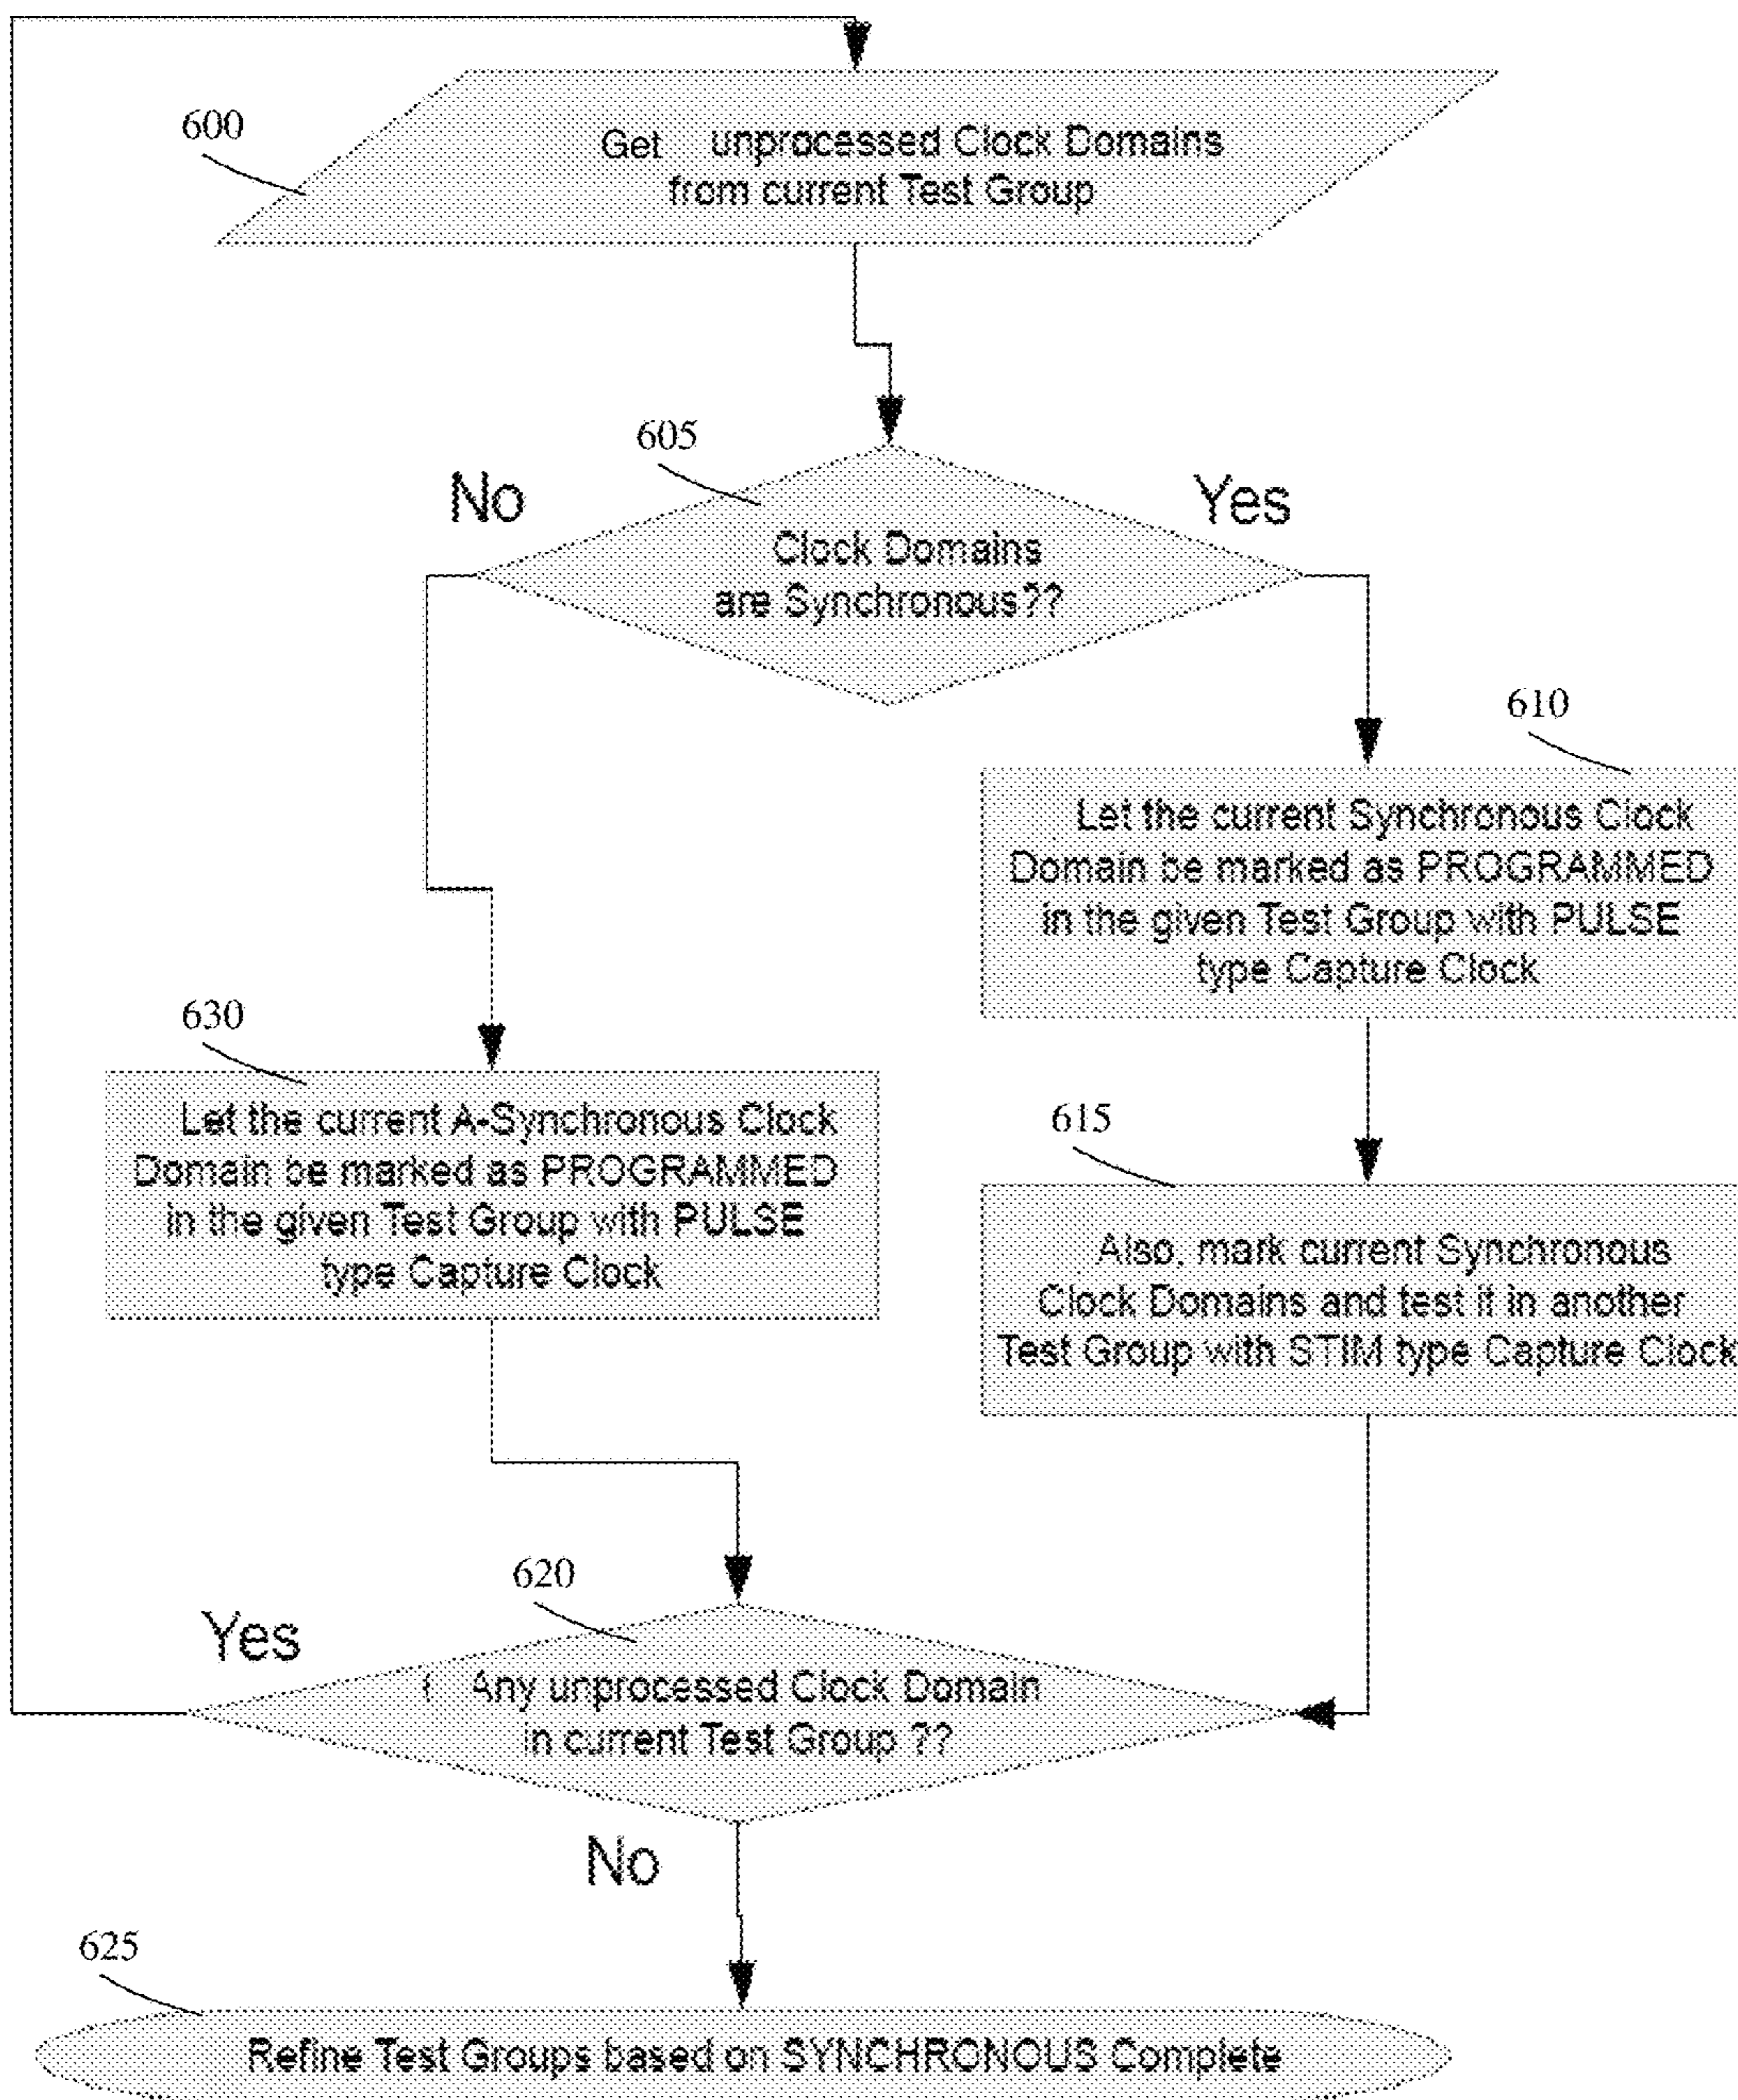 600
Get unprocessed Clock Domains
from current Test Group
605
No
Yes
Clock Domains
are Synchronous??
610
Let the current Synchronous Clock
Domain be marked as PROGRAMMED
in the given Test Group with PULSE
type Capture Clock
630
Let the current A-Synchronous Clock
Domain be marked as PROGRAMMED
in the given Test Group with PULSE
type Capture Clock
615
Also, mark current Synchronous
Clock Domains and test it in another
Test Group with STIM type Capture Clock
620
Yes
( Any unprocessed Clock Domain
in current Test Group ??
No
625
Refine Test Groups based on SYNCHRONOUS Complete